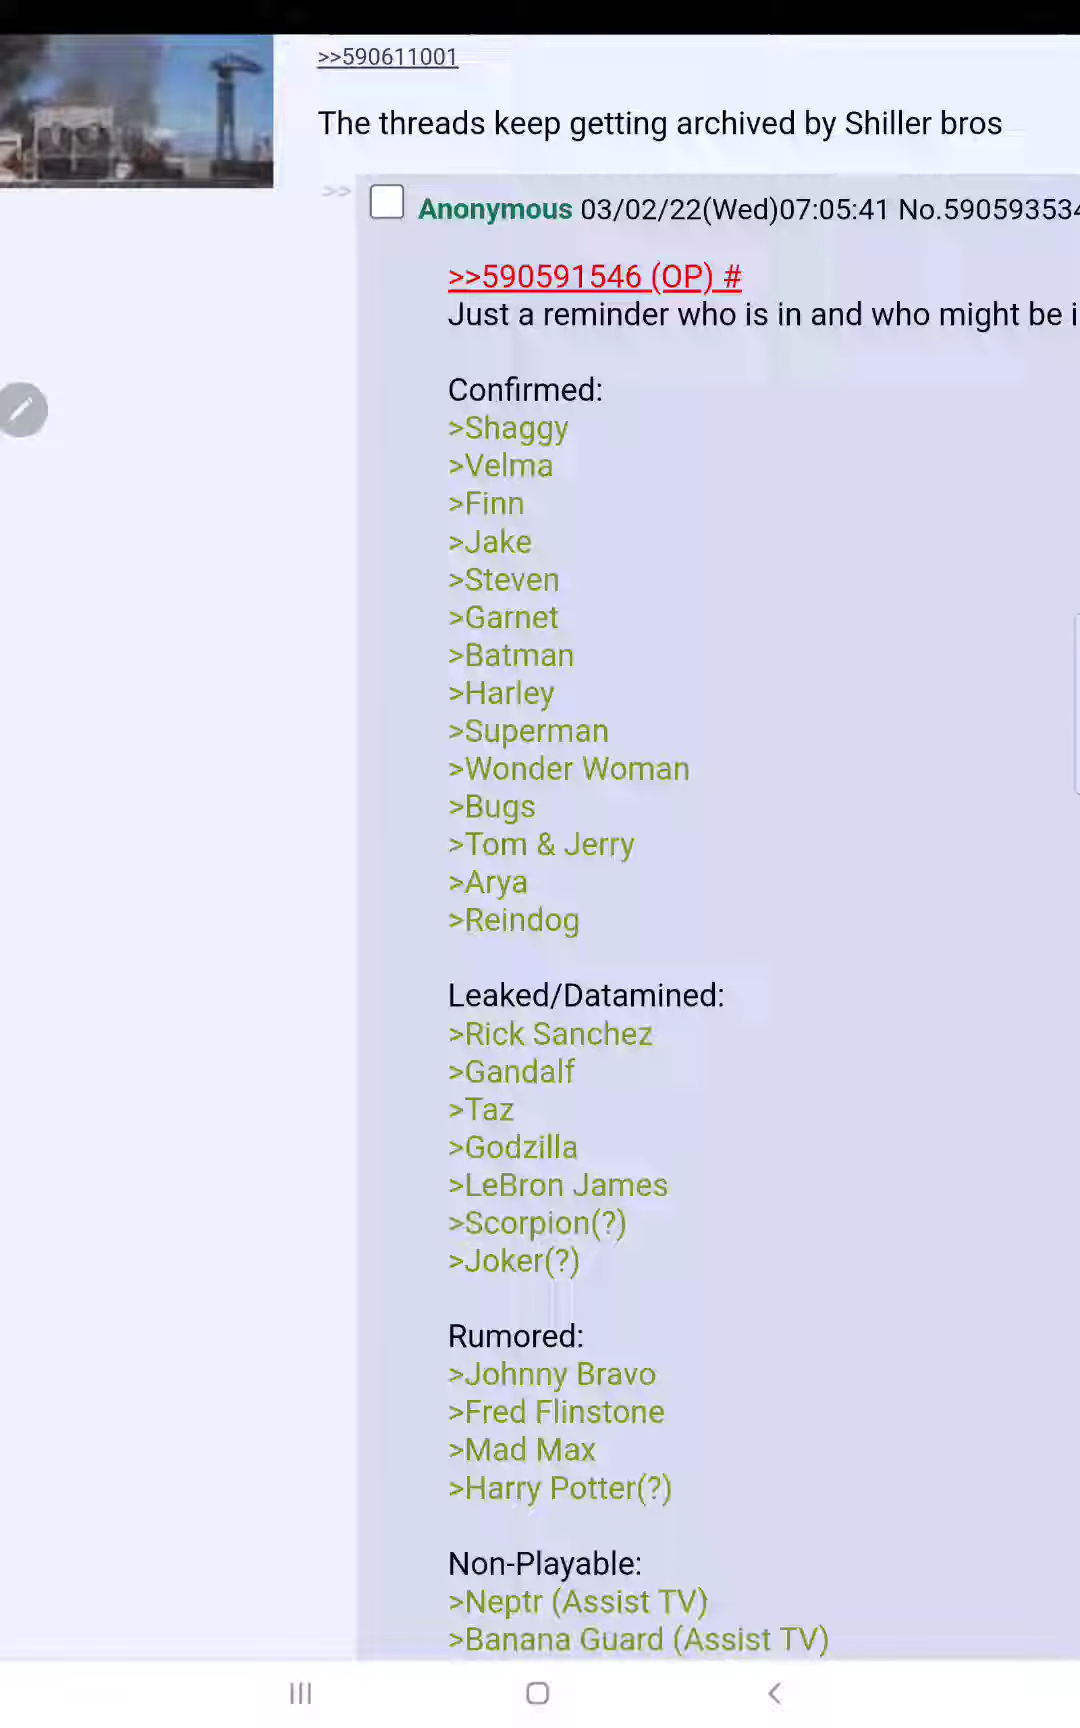 >>590611001
The threads keep getting archived by Shiller bros
>>
Anonymous 03/02/22(Wed)07:05:41 No.590593534
>>590591546 (OP) #
Just a reminder who is in and who might be i
Confirmed:
>Shaggy
>Velma
>Finn
>Jake
>Steven
>Garnet
>Batman
>Harley
>Superman
>Wonder Woman
>Bugs
>Tom & Jerry
>Arya
>Reindog
Leaked/Datamined:
>Rick Sanchez
>Gandalf
>Taz
>Godzilla
>LeBron James
>Scorpion(?)
>Joker(?)
Rumored:
>Johnny Bravo
>Fred Flinstone
>Mad Max
>Harry Potter(?)
Non-Playable:
>Neptr (Assist TV)
>Banana Guard (Assist TV)